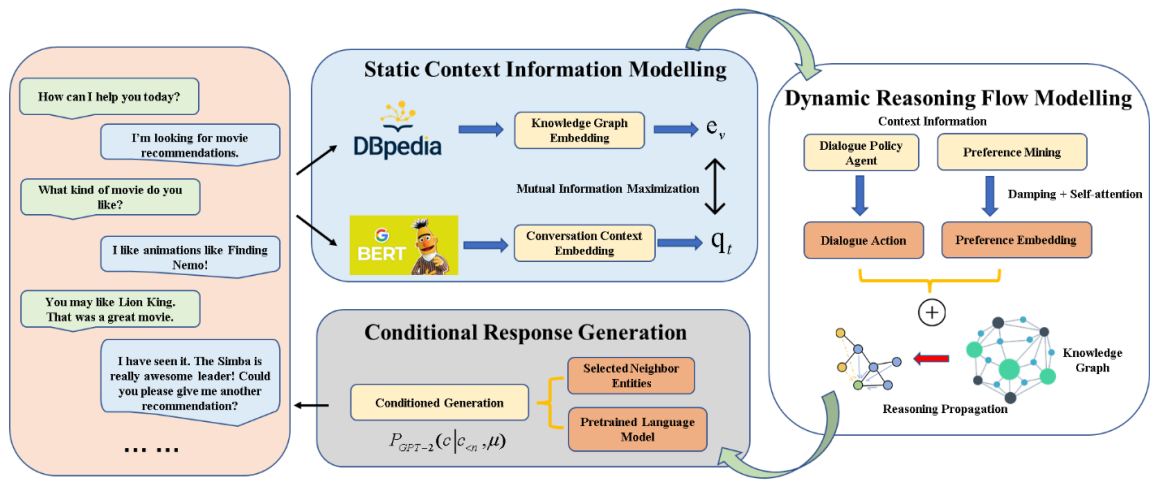 How can I help you today?
I'm looking for movie
recommendations.
What kind of movie do you
like?
I like animations like Finding
Nemo!
You may like Lion King.
That was a great movie.
I have seen it. The Simba is
really awesome leader! Could
you please give me another
recommendation?
... ...
Static Context Information Modelling
DBpedia
Knowledge Graph
Embedding
e_v
Mutual Information Maximization
G
BERT
Conversation Context
Embedding
q_t
Dynamic Reasoning Flow Modelling
Context Information
Dialogue Policy
Agent
Preference Mining
Damping + Self-attention
Dialogue Action
Preference Embedding
+
Knowledge
Graph
Reasoning Propagation
Conditional Response Generation
Selected Neighbor
Entities
Conditioned Generation
Pretrained Language
Model
P_{GPT-2}(c|c_{<n},μ)